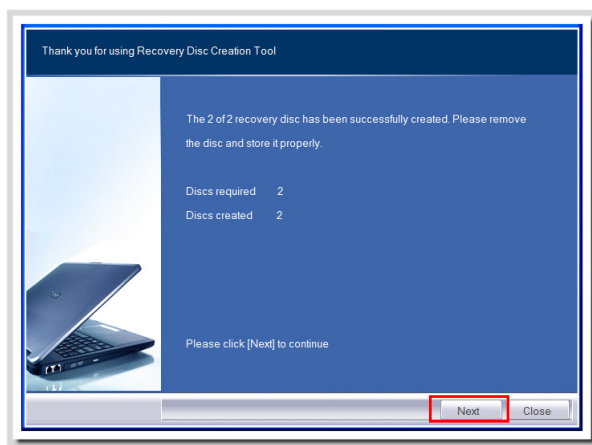 Thank you for using Recovery Disc Creation Tool
The 2 of 2 recovery disc has been successfully created. Please remove
the disc and store it properly.
Discs required 2
Discs created 2
Please click [Next] to continue
Next Close